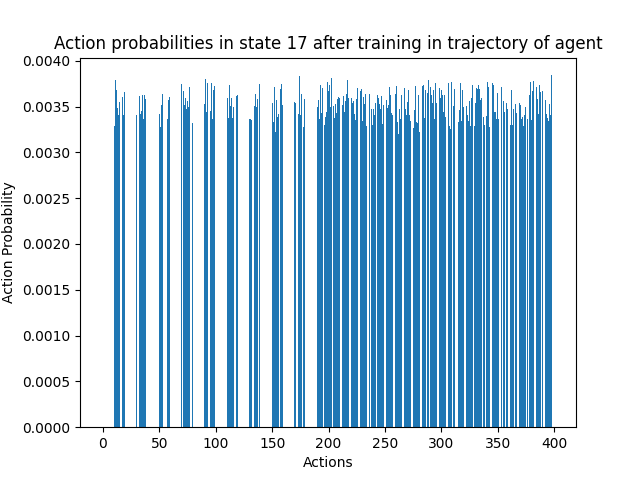 Action probabilities in state 17 after training in trajectory of agent
0.0040
0.0035
0.0030
0.0025
0.0020
0.0015
0.0010
0.0005
0.0000
Action Probability
0 50 100 150 200 250 300 350 400
Actions